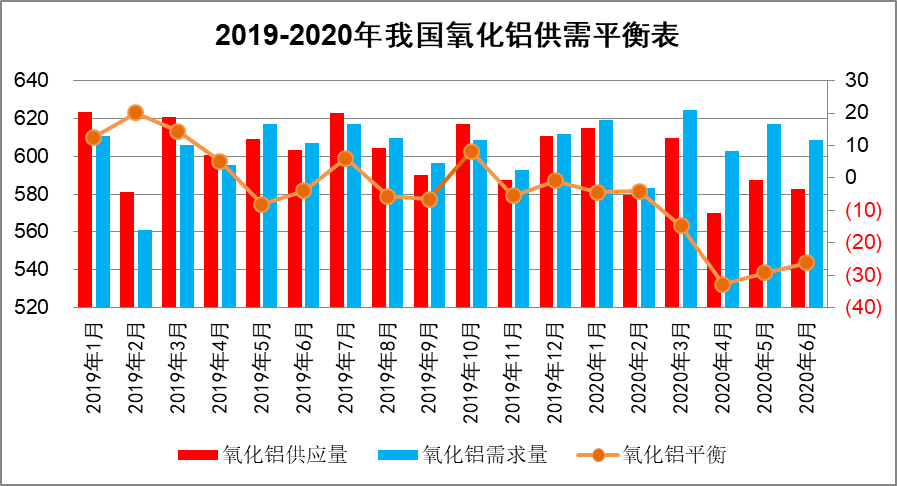 2019-2020年我国氧化铝供需平衡表
640
620
600
580
560
540
520
30
20
10
0
(10)
(20)
(30)
(40)
2019年1月
2019年2月
2019年3月
2019年4月
2019年5月
2019年6月
2019年7月
2019年8月
2019年9月
2019年10月
2019年11月
2019年12月
2020年1月
2020年2月
2020年3月
2020年4月
2020年5月
2020年6月
氧化铝供应量
氧化铝需求量
氧化铝平衡